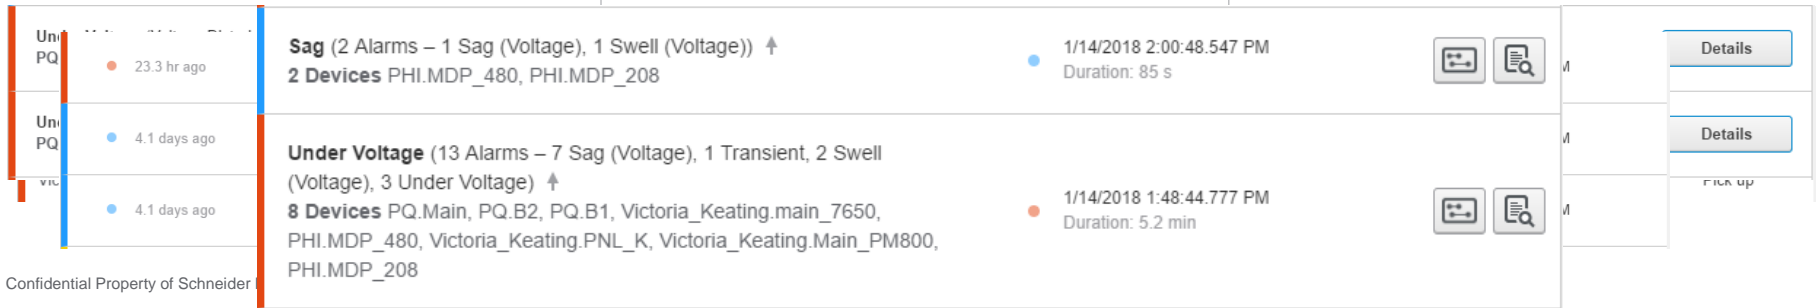 Sag (2 Alarms – 1 Sag (Voltage), 1 Swell (Voltage))
2 Devices PHI.MDP_480, PHI.MDP_208
1/14/2018 2:00:48.547 PM
Duration: 85 s
Under Voltage (13 Alarms – 7 Sag (Voltage), 1 Transient, 2 Swell
(Voltage), 3 Under Voltage)
8 Devices PQ.Main, PQ.B2, PQ.B1, Victoria_Keating.main_7650,
PHI.MDP_480, Victoria_Keating.PNL_K, Victoria_Keating.Main_PM800,
PHI.MDP_208
1/14/2018 1:48:44.777 PM
Duration: 5.2 min
PQ
23.3 hr ago
PQ
4.1 days ago
4.1 days ago
Details
Details
Pick up
Confidential Property of Schneider